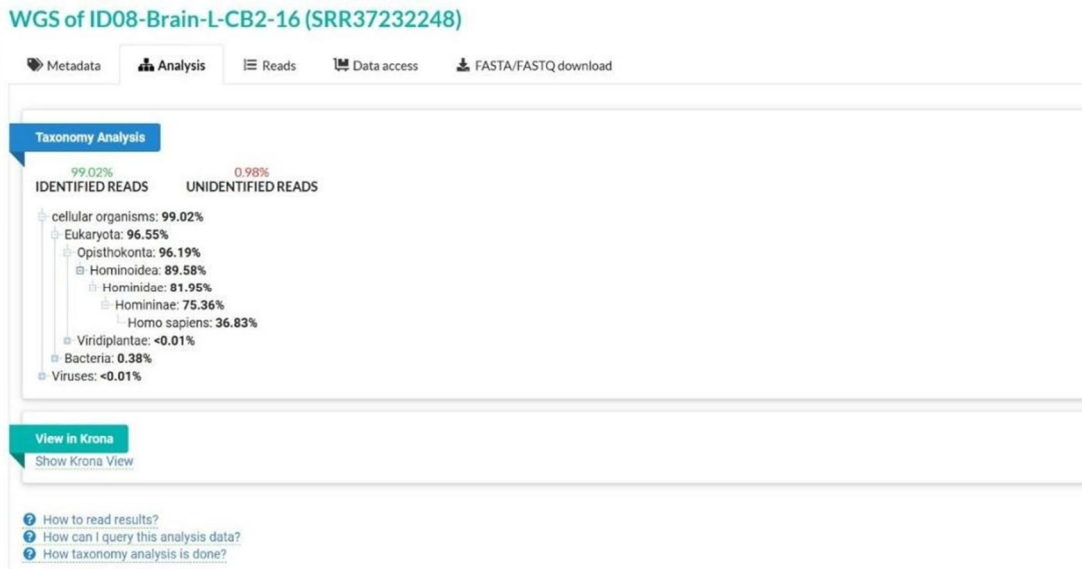 WGS of ID08-Brain-L-CB2-16 (SRR37232248)
Metadata Analysis Reads Data access FASTA/FASTQ download
Taxonomy Analysis
99.02% 0.98%
IDENTIFIED READS UNIDENTIFIED READS
cellular organisms: 99.02%
Eukaryota: 96.55%
Opisthokonta: 96.19%
Hominoidea: 89.58%
Hominidae: 81.95%
Homininae: 75.36%
Homo sapiens: 36.83%
Viridiplantae: <0.01%
Bacteria: 0.38%
Viruses: <0.01%
View in Krona
Show Krona View
How to read results?
How can I query this analysis data?
How taxonomy analysis is done?